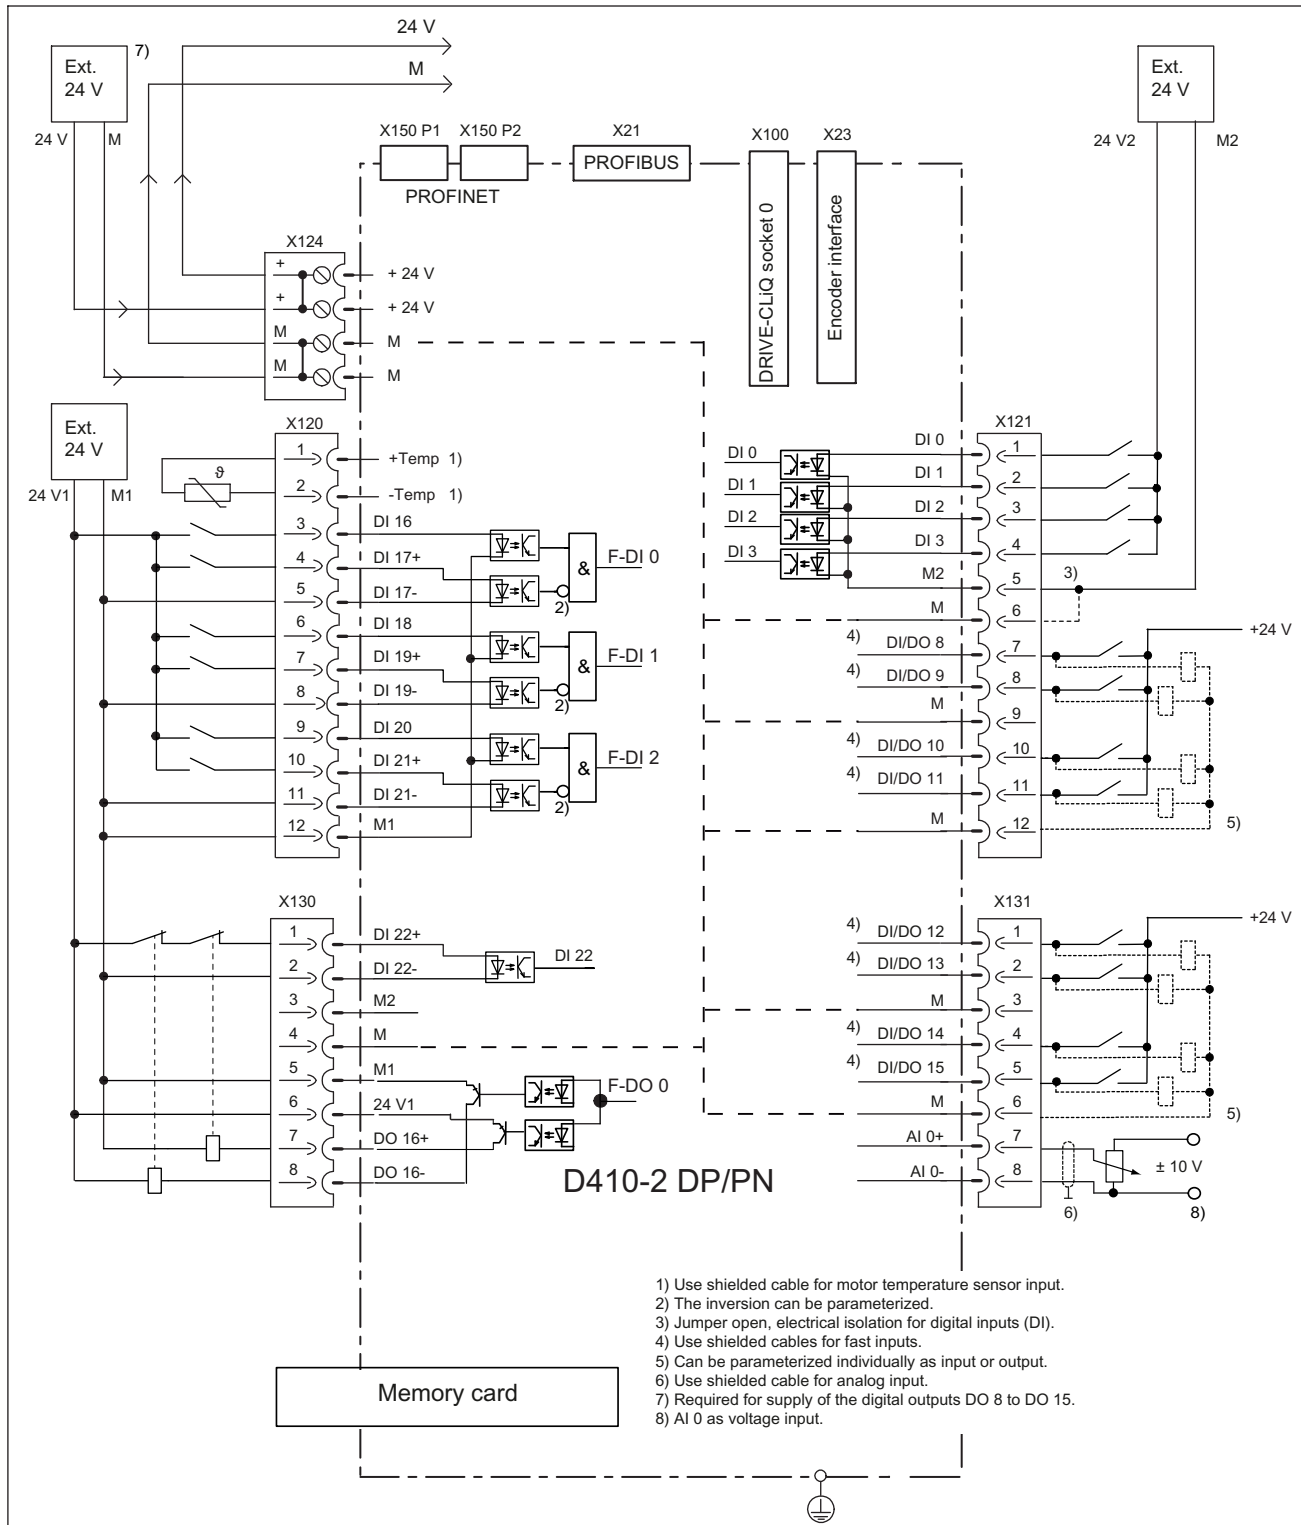 24 V
M
Ext.
24 V
7)
24 V
M
Ext.
24 V
24 V2
M2
X150 P1
X150 P2
X21
X100
X23
PROFIBUS
PROFINET
DRIVE-CLiQ socket 0
Encoder interface
X124
+
+ 24 V
+
+ 24 V
M
M
M
M
Ext.
24 V
24 V1
M1
X120
1
+Temp 1)
ϑ
2
-Temp 1)
3
DI 16
4
DI 17+
5
DI 17-
&
F-DI 0
2)
6
DI 18
7
DI 19+
8
DI 19-
&
F-DI 1
2)
9
DI 20
10
DI 21+
11
DI 21-
12
M1
&
F-DI 2
2)
X121
DI 0
DI 0
1
DI 1
DI 1
2
DI 2
DI 2
3
DI 3
DI 3
4
M2
5
3)
M
6
+24 V
4)
DI/DO 8
7
4)
DI/DO 9
8
M
9
4)
DI/DO 10
10
4)
DI/DO 11
11
M
12
5)
X130
1
DI 22+
DI 22
2
DI 22-
3
M2
4
M
5
M1
F-DO 0
6
24 V1
7
DO 16+
8
DO 16-
X131
+24 V
4)
DI/DO 12
1
4)
DI/DO 13
2
M
3
4)
DI/DO 14
4
4)
DI/DO 15
5
M
6
5)
AI 0+
7
AI 0-
8
± 10 V
6)
8)
D410-2 DP/PN
1) Use shielded cable for motor temperature sensor input.
2) The inversion can be parameterized.
3) Jumper open, electrical isolation for digital inputs (DI).
4) Use shielded cables for fast inputs.
5) Can be parameterized individually as input or output.
6) Use shielded cable for analog input.
7) Required for supply of the digital outputs DO 8 to DO 15.
8) AI 0 as voltage input.
Memory card